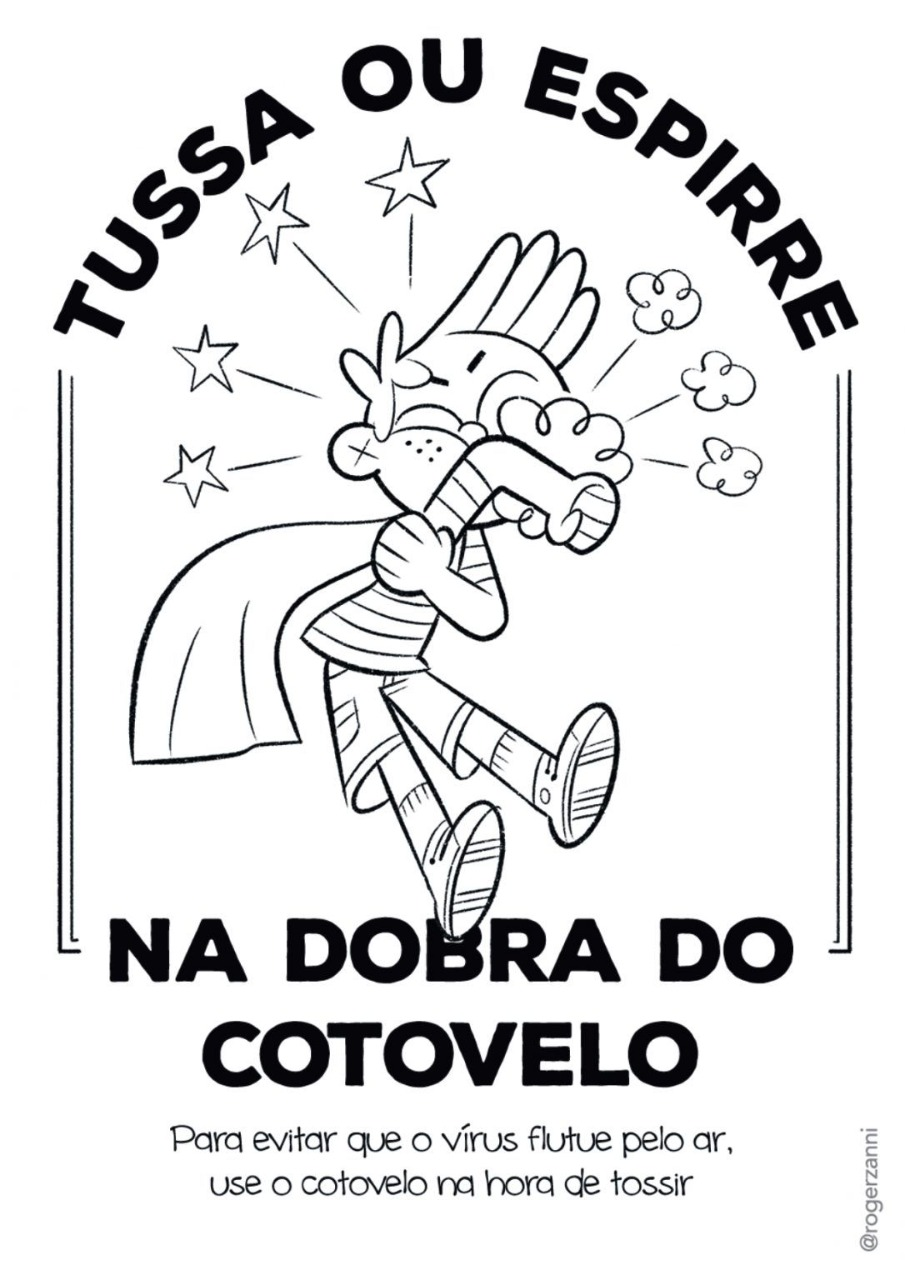 TUSSA OU ESPIRRE
NA DOBRA DO
COTOVELO
Para evitar que o vírus flutue pelo ar,
use o cotovelo na hora de tossir
@rogerzanni